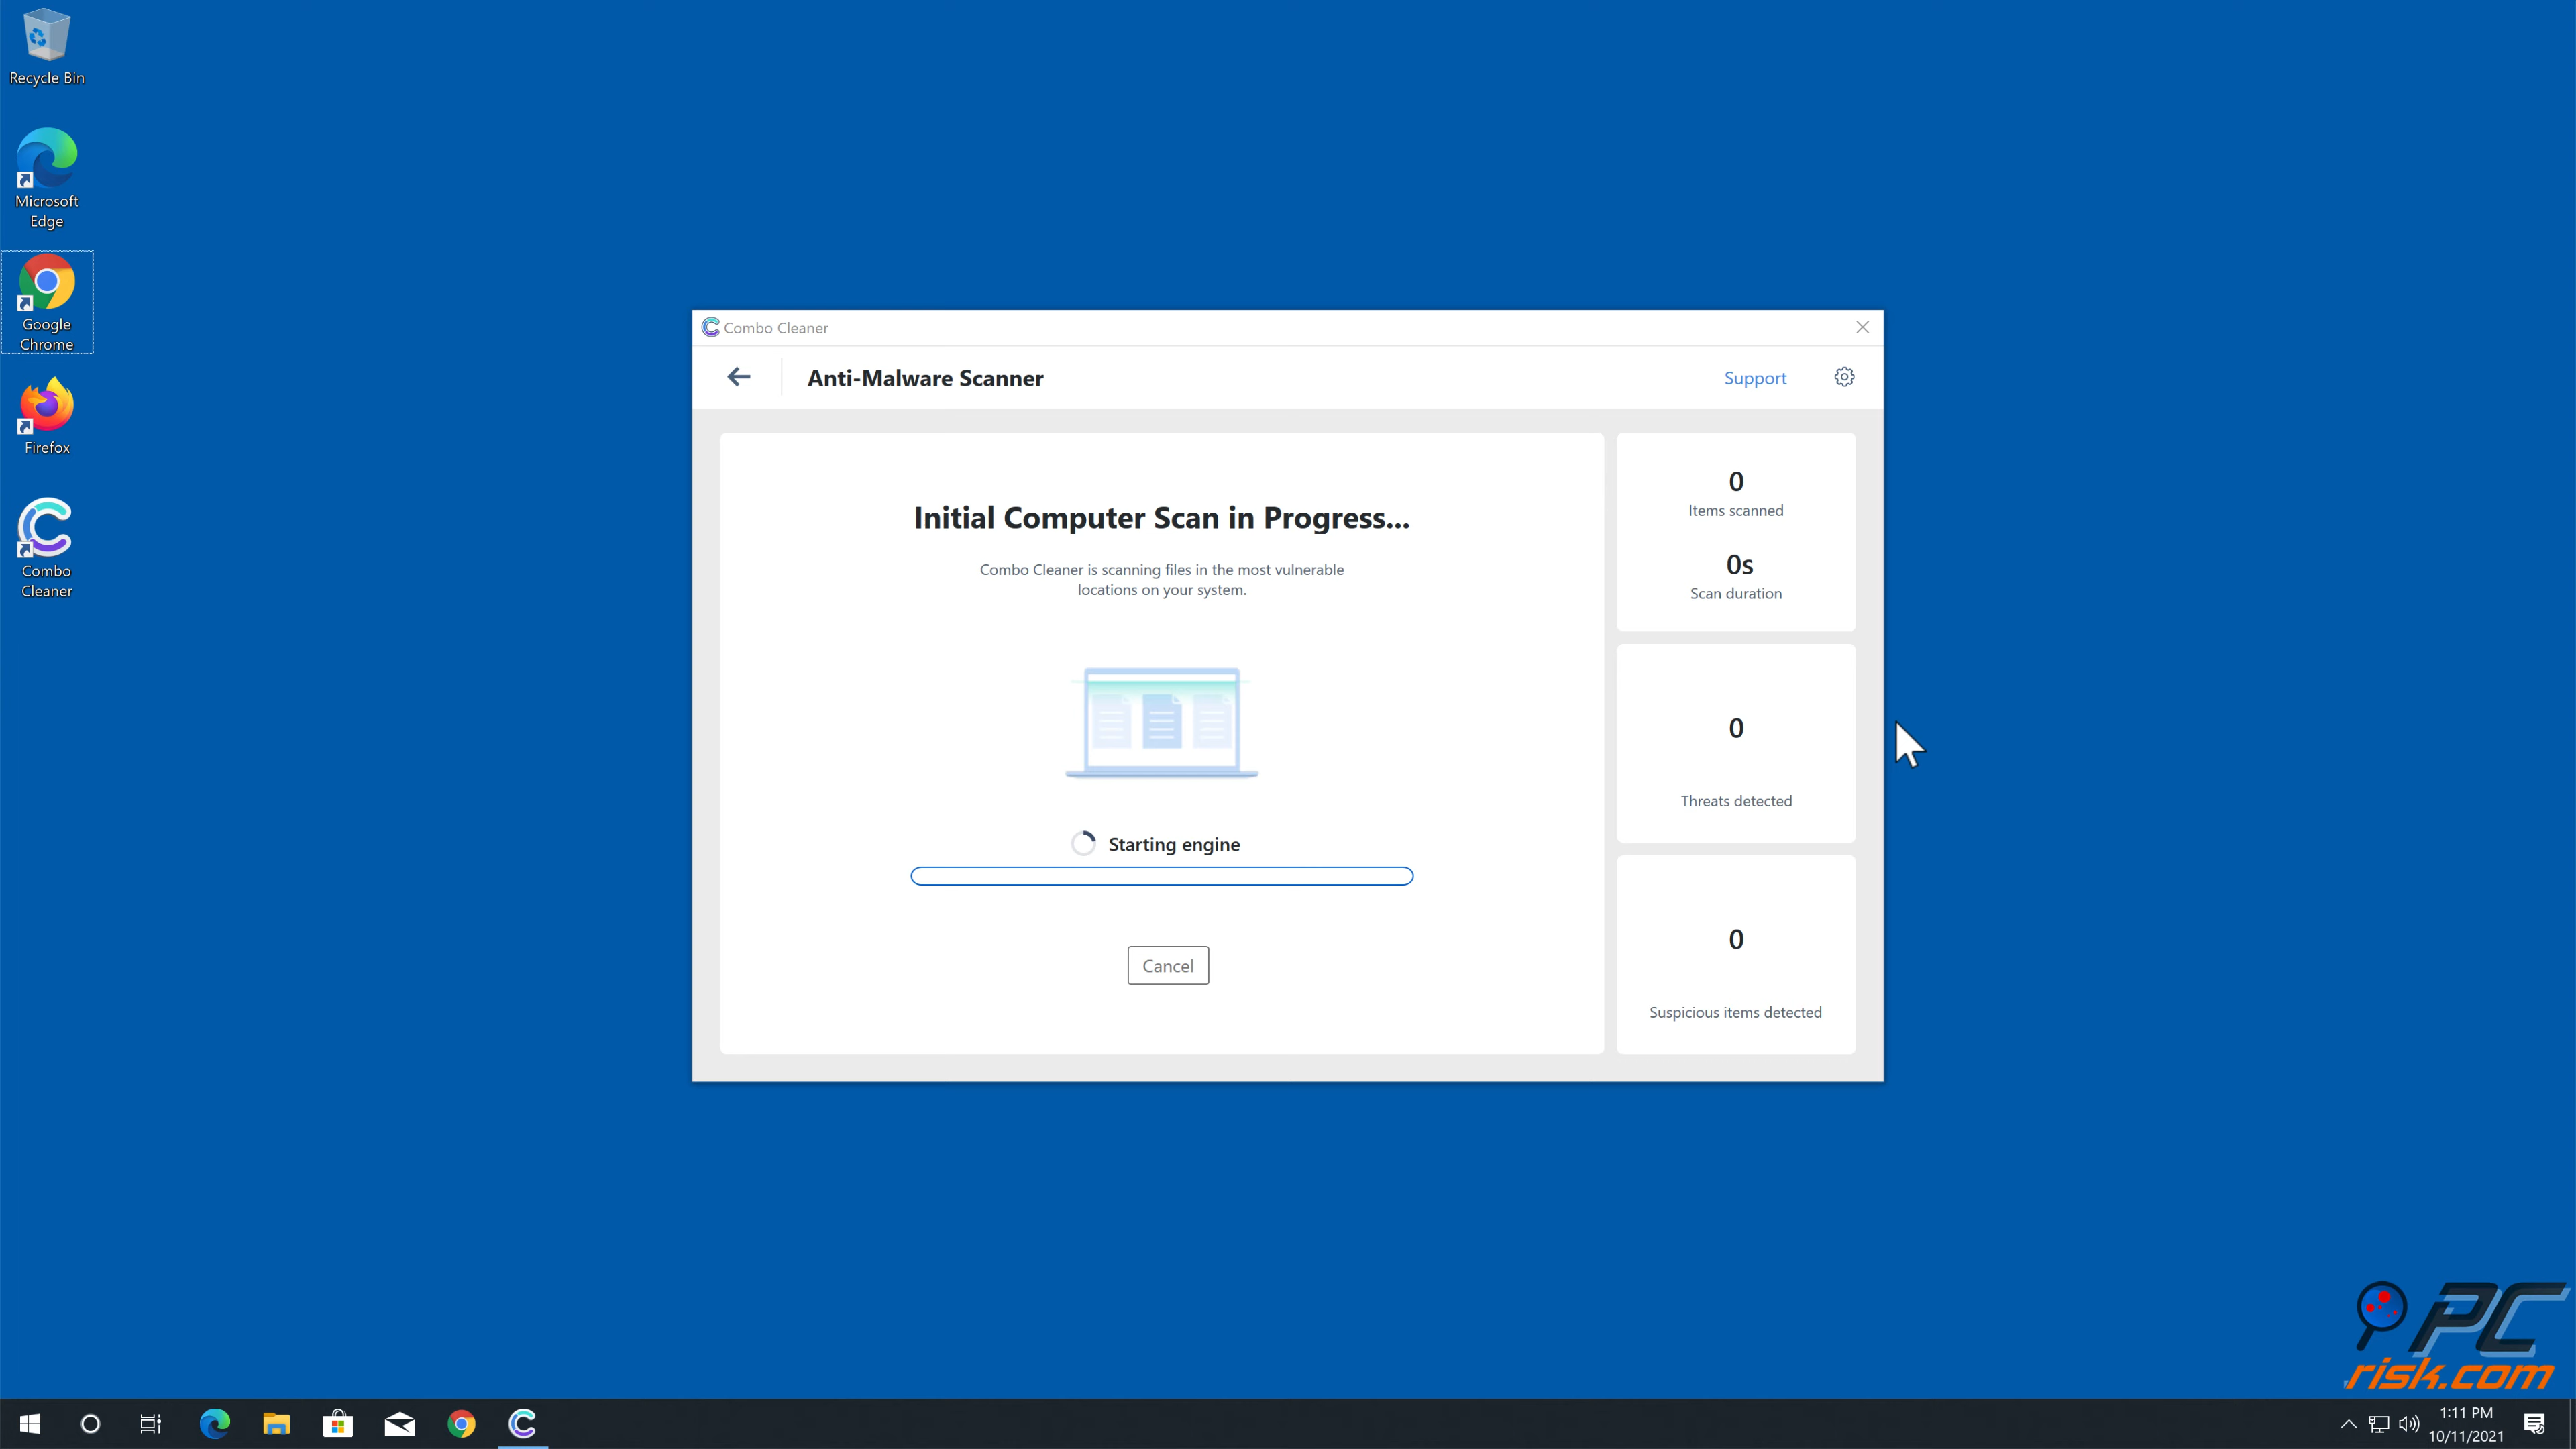 Recycle Bin
Microsoft
Edge
Google
Chrome
Firefox
Combo
Cleaner
Combo Cleaner
Anti-Malware Scanner
Support
Initial Computer Scan in Progress...
Combo Cleaner is scanning files in the most vulnerable
locations on your system.
Starting engine
Cancel
0
Items scanned
0s
Scan duration
0
Threats detected
0
Suspicious items detected
PC
risk.com
1:11 PM
10/11/2021